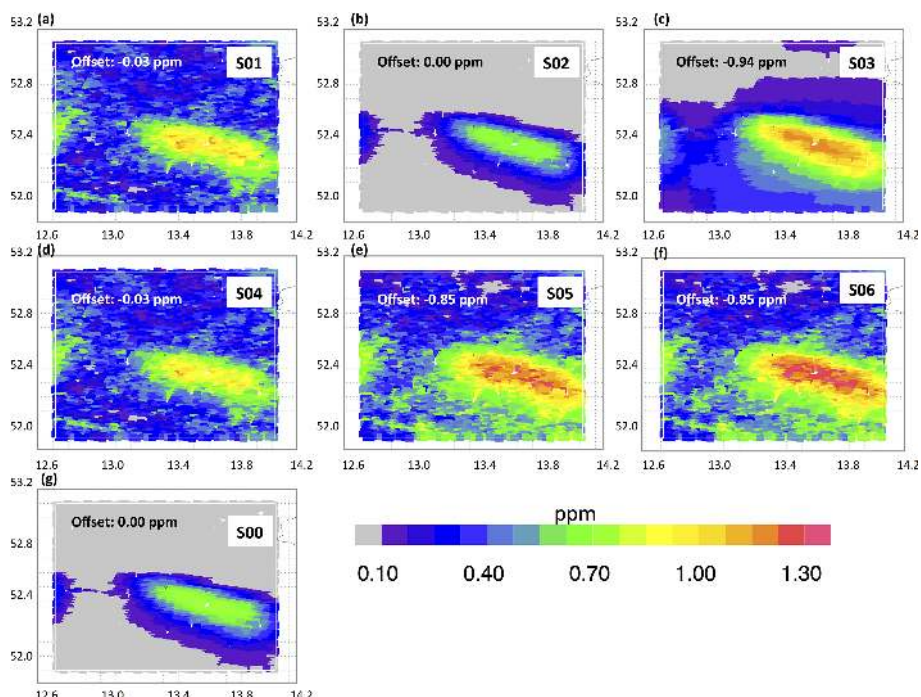 (a) (b) (c)
53.2 53.2 53.2
Offset: -0.03 ppm S01 Offset: 0.00 ppm S02 Offset: -0.94 ppm S03
52.8 52.8 52.8
52.4 52.4 52.4
52.0 52.0 52.0
12.6 13.0 13.4 13.8 14.2 12.6 13.0 13.4 13.8 14.2 12.6 13.0 13.4 13.8 14.2
(d) (e) (f)
53.2 53.2 53.2
Offset: -0.03 ppm S04 Offset: -0.85 ppm S05 Offset: -0.85 ppm S06
52.8 52.8 52.8
52.4 52.4 52.4
52.0 52.0 52.0
12.6 13.0 13.4 13.8 14.2 12.6 13.0 13.4 13.8 14.2 12.6 13.0 13.4 13.8 14.2
(g)
53.2
Offset: 0.00 ppm S00
ppm
52.8
0.10 0.40 0.70 1.00 1.30
52.4
52.0
12.6 13.0 13.4 13.8 14.2